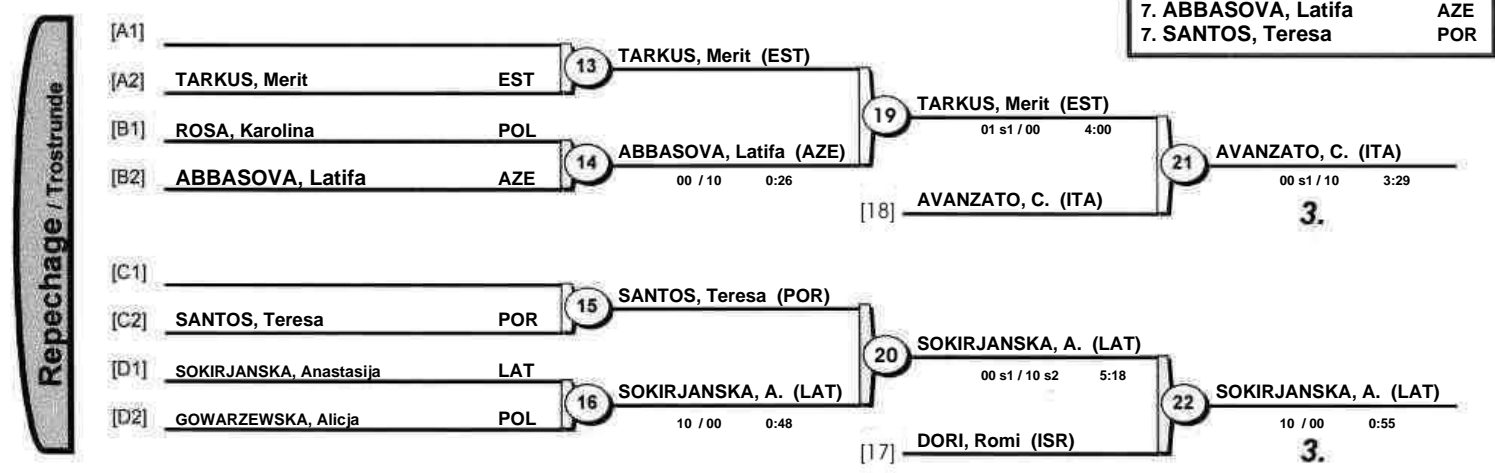 7. ABBASOVA, Latifa AZE
7. SANTOS, Teresa POR
Repechage / Trostrunde
[A1]
13 TARKUS, Merit (EST)
[A2] TARKUS, Merit EST
19 TARKUS, Merit (EST)
01 s1 / 00 4:00
[B1] ROSA, Karolina POL
14 ABBASOVA, Latifa (AZE)
00 / 10 0:26
[B2] ABBASOVA, Latifa AZE
21 AVANZATO, C. (ITA)
00 s1 / 10 3:29
[18] AVANZATO, C. (ITA)
3.
[C1]
15 SANTOS, Teresa (POR)
[C2] SANTOS, Teresa POR
20 SOKIRJANSKA, A. (LAT)
00 s1 / 10 s2 5:18
[D1] SOKIRJANSKA, Anastasija LAT
16 SOKIRJANSKA, A. (LAT)
10 / 00 0:48
[D2] GOWARZEWSKA, Alicja POL
22 SOKIRJANSKA, A. (LAT)
10 / 00 0:55
[17] DORI, Romi (ISR)
3.